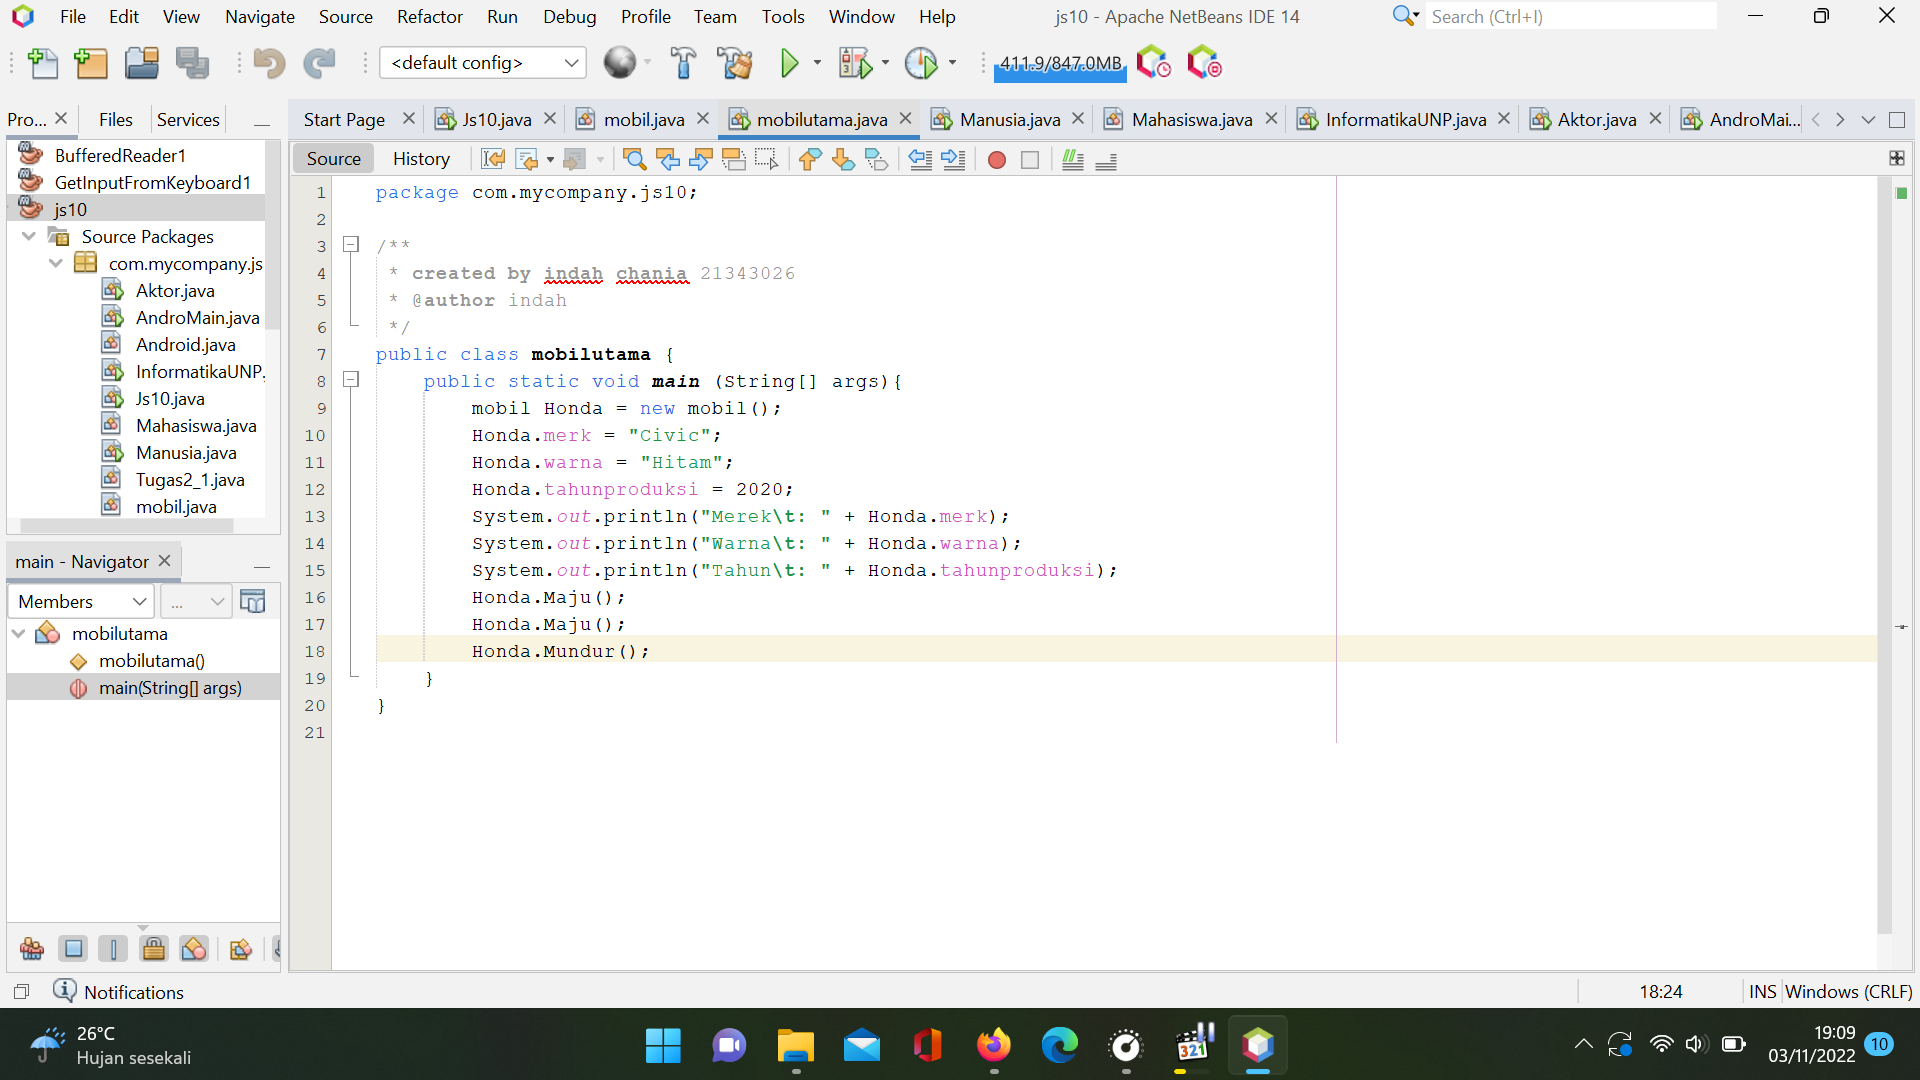 File Edit View Navigate Source Refactor Run Debug Profile Team Tools Window Help
js10 - Apache NetBeans IDE 14
Search (Ctrl+I)
<default config>
411.9/847.0MB
Pro... Files Services
Start Page Js10.java mobil.java mobilutama.java Manusia.java Mahasiswa.java InformatikaUNP.java Aktor.java AndroMai...
BufferedReader1
GetInputFromKeyboard1
js10
Source Packages
com.mycompany.js
Aktor.java
AndroMain.java
Android.java
InformatikaUNP.
Js10.java
Mahasiswa.java
Manusia.java
Tugas2_1.java
mobil.java
main - Navigator
Members ...
mobilutama
mobilutama()
main(String[] args)
Source History
1 package com.mycompany.js10;
2
3 /**
4 * created by indah chania 21343026
5 * @author indah
6 */
7 public class mobilutama {
8 public static void main (String[] args){
9 mobil Honda = new mobil();
10 Honda.merk = "Civic";
11 Honda.warna = "Hitam";
12 Honda.tahunproduksi = 2020;
13 System.out.println("Merek\t: " + Honda.merk);
14 System.out.println("Warna\t: " + Honda.warna);
15 System.out.println("Tahun\t: " + Honda.tahunproduksi);
16 Honda.Maju();
17 Honda.Maju();
18 Honda.Mundur();
19 }
20 }
21
Notifications
18:24 INS Windows (CRLF)
26°C
Hujan sesekali
321
19:09
03/11/2022
10